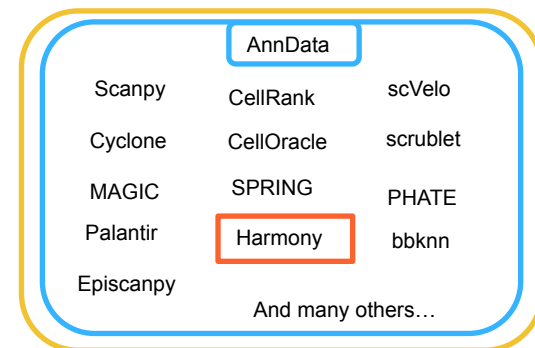 AnnData
Scanpy CellRank scVelo
Cyclone CellOracle scrublet
MAGIC SPRING PHATE
Palantir Harmony bbknn
Episcanpy
And many others…